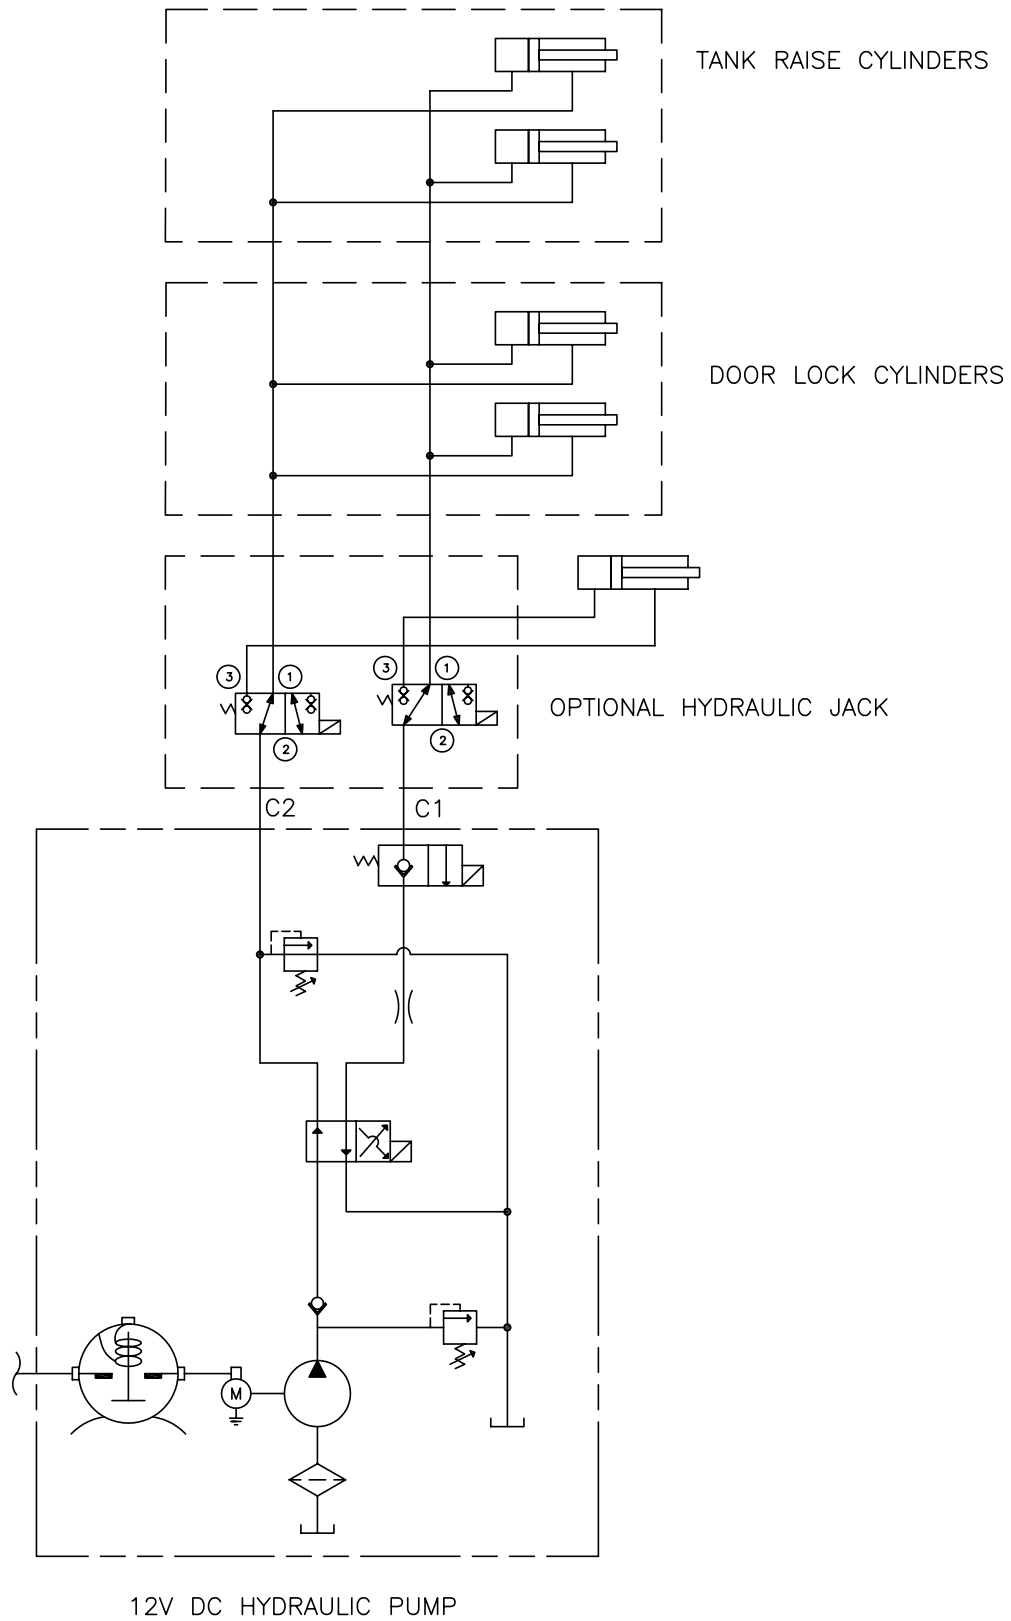 TANK RAISE CYLINDERS
DOOR LOCK CYLINDERS
3 1 3 1
OPTIONAL HYDRAULIC JACK
2 2
C2 C1
M
12V DC HYDRAULIC PUMP